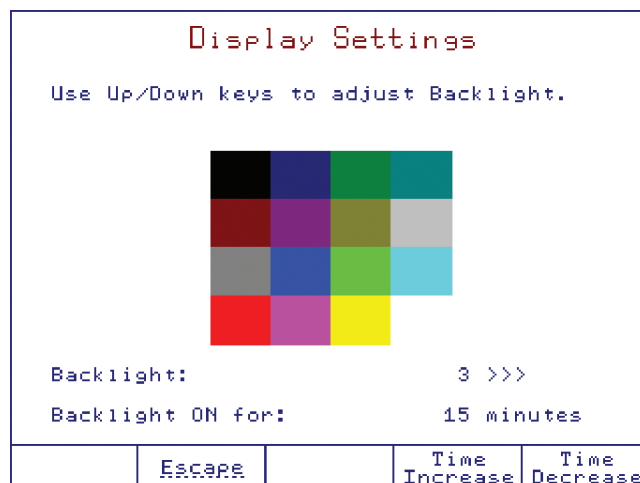 Display Settings
Use Up/Down keys to adjust Backlight.
Backlight: 3 >>>
Backlight ON for: 15 minutes
Escape
Time Increase
Time Decrease